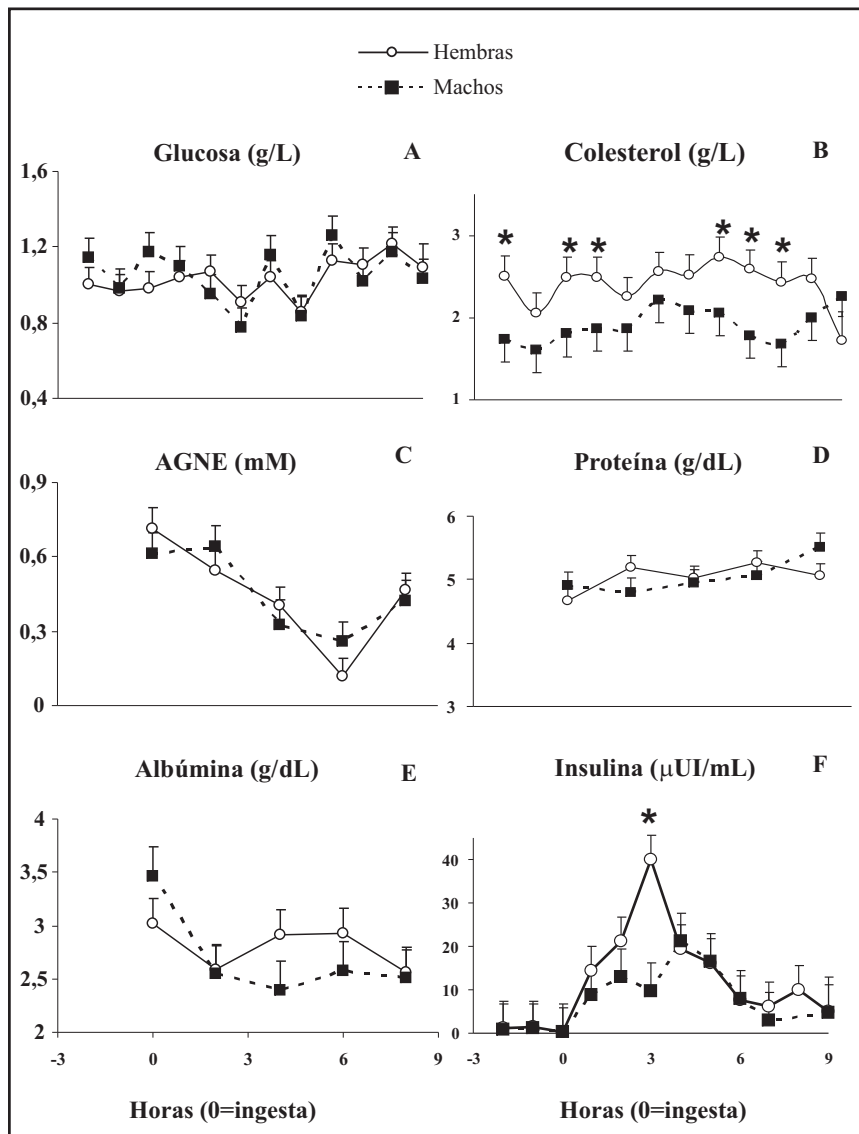 Hembras
Machos
Glucosa (g/L) A
1,6
1,2
0,8
0,4
Colesterol (g/L) B
3
2
1
* * * * * *
AGNE (mM) C
0,9
0,6
0,3
0
Proteína (g/dL) D
6
5
4
3
Albúmina (g/dL) E
4
3,5
3
2,5
2
-3 0 3 6 9
Horas (0=ingesta)
Insulina (μUI/mL) F
*
40
30
20
10
0
-3 0 3 6 9
Horas (0=ingesta)